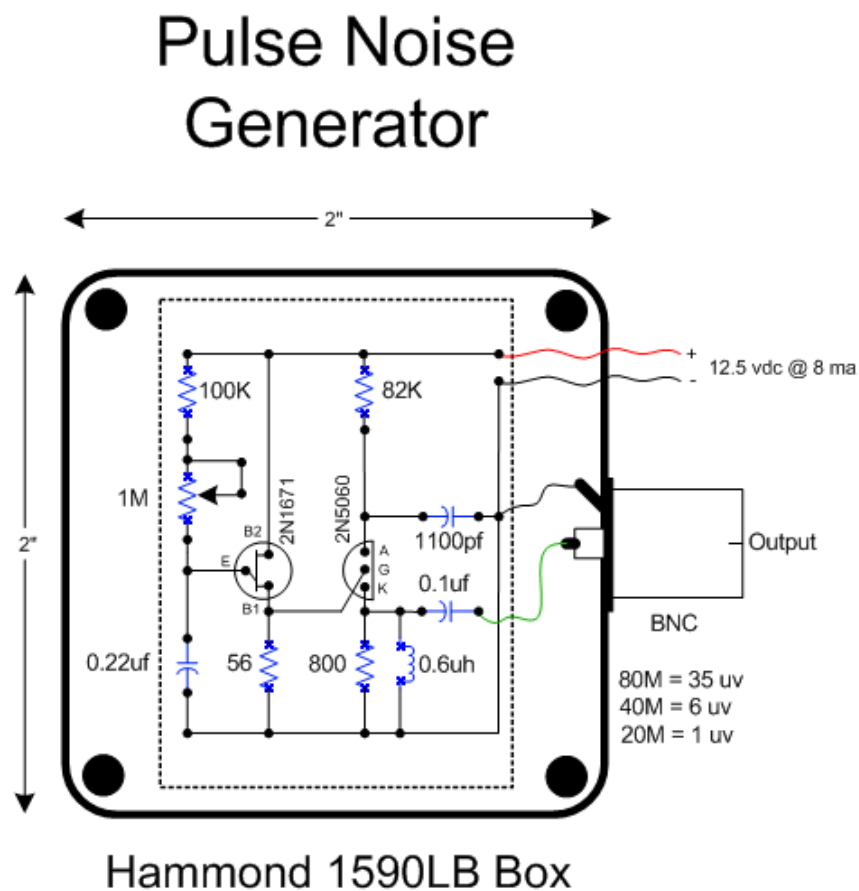 Pulse Noise
Generator
2"
2"
+
12.5 vdc @ 8 ma
-
100K
82K
1M
B2
2N1671
2N5060
E
A
G
K
B1
1100pf
0.1uf
Output
BNC
0.22uf
56
800
0.6uh
80M = 35 uv
40M = 6 uv
20M = 1 uv
Hammond 1590LB Box